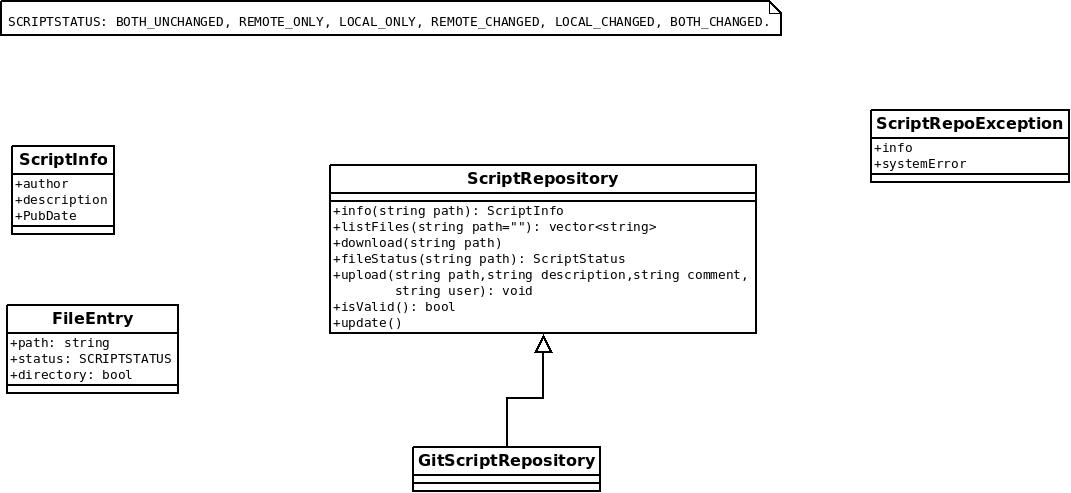 SCRIPTSTATUS: BOTH_UNCHANGED, REMOTE_ONLY, LOCAL_ONLY, REMOTE_CHANGED, LOCAL_CHANGED, BOTH_CHANGED.
ScriptRepoException
+info
+systemError
ScriptInfo
+author
+description
+PubDate
ScriptRepository
+info(string path): ScriptInfo
+listFiles(string path=""): vector<string>
+download(string path)
+fileStatus(string path): ScriptStatus
+upload(string path,string description,string comment,
string user): void
+isValid(): bool
+update()
FileEntry
+path: string
+status: SCRIPTSTATUS
+directory: bool
GitScriptRepository